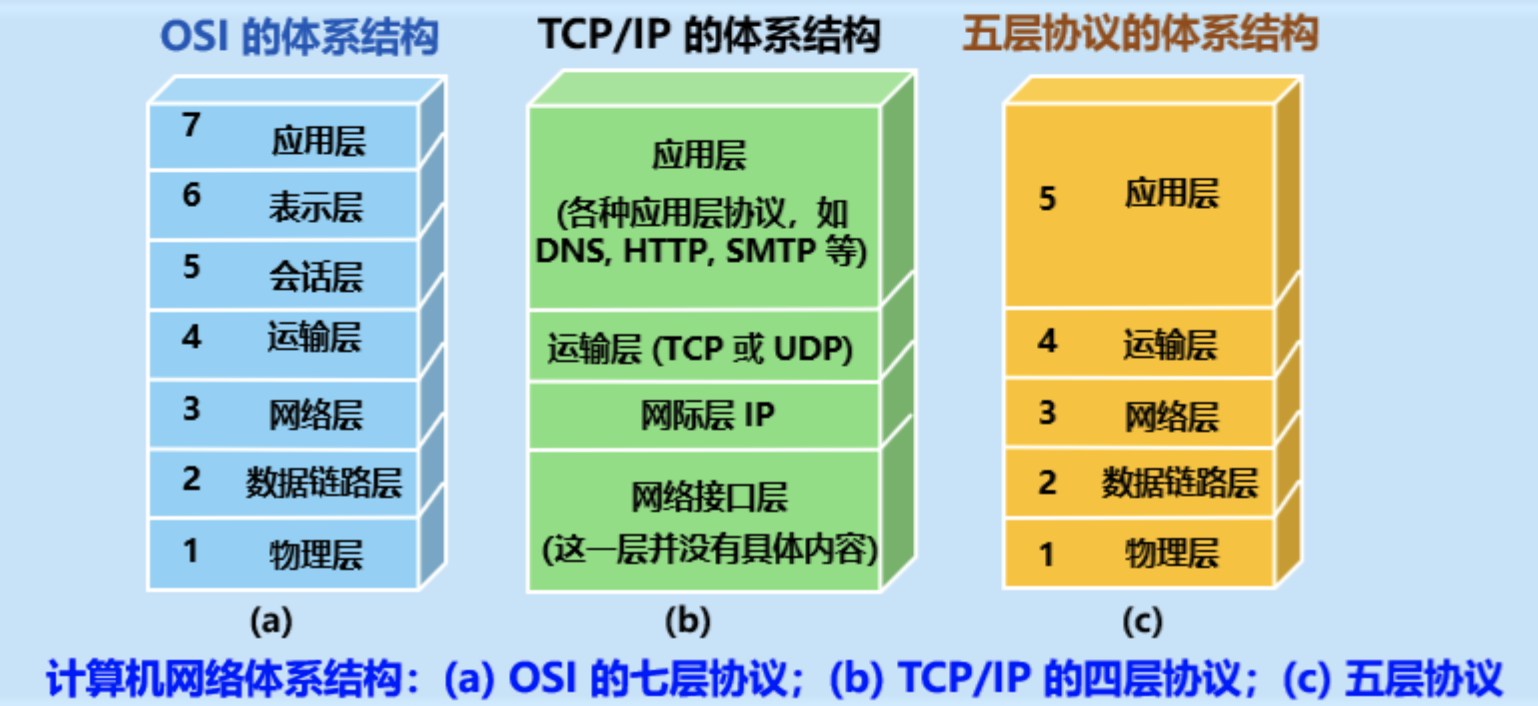 OSI 的体系结构
7 应用层
6 表示层
5 会话层
4 运输层
3 网络层
2 数据链路层
1 物理层
(a)
TCP/IP 的体系结构
应用层
(各种应用层协议，如
DNS, HTTP, SMTP 等)
运输层 (TCP 或 UDP)
网际层 IP
网络接口层
(这一层并没有具体内容)
(b)
五层协议的体系结构
5 应用层
4 运输层
3 网络层
2 数据链路层
1 物理层
(c)
计算机网络体系结构：(a) OSI 的七层协议；(b) TCP/IP 的四层协议；(c) 五层协议